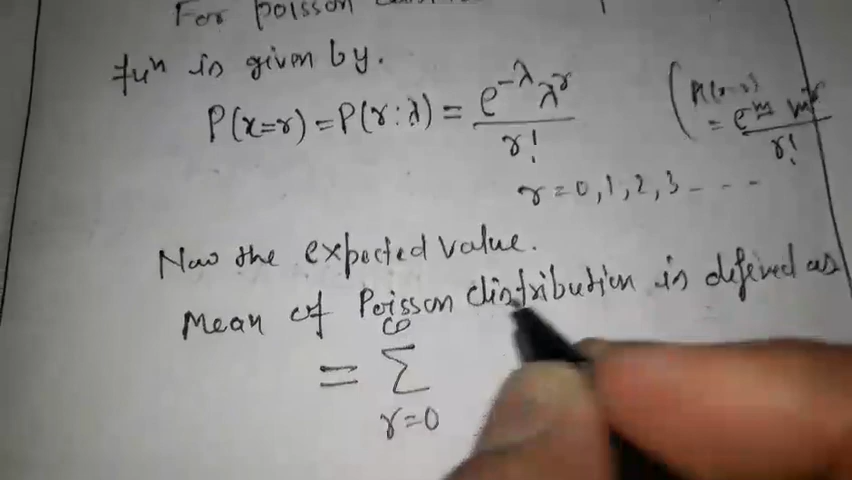 For poisson
fuⁿ is given by.
P(x=r) = P(r:λ) = e^{-λ} λ^r / r!
= e^{m} m^{r} / r!
r = 0, 1, 2, 3 - - - -
Now the expected value.
Mean of Poisson distribution is defined as
= ∞ Σ r=0